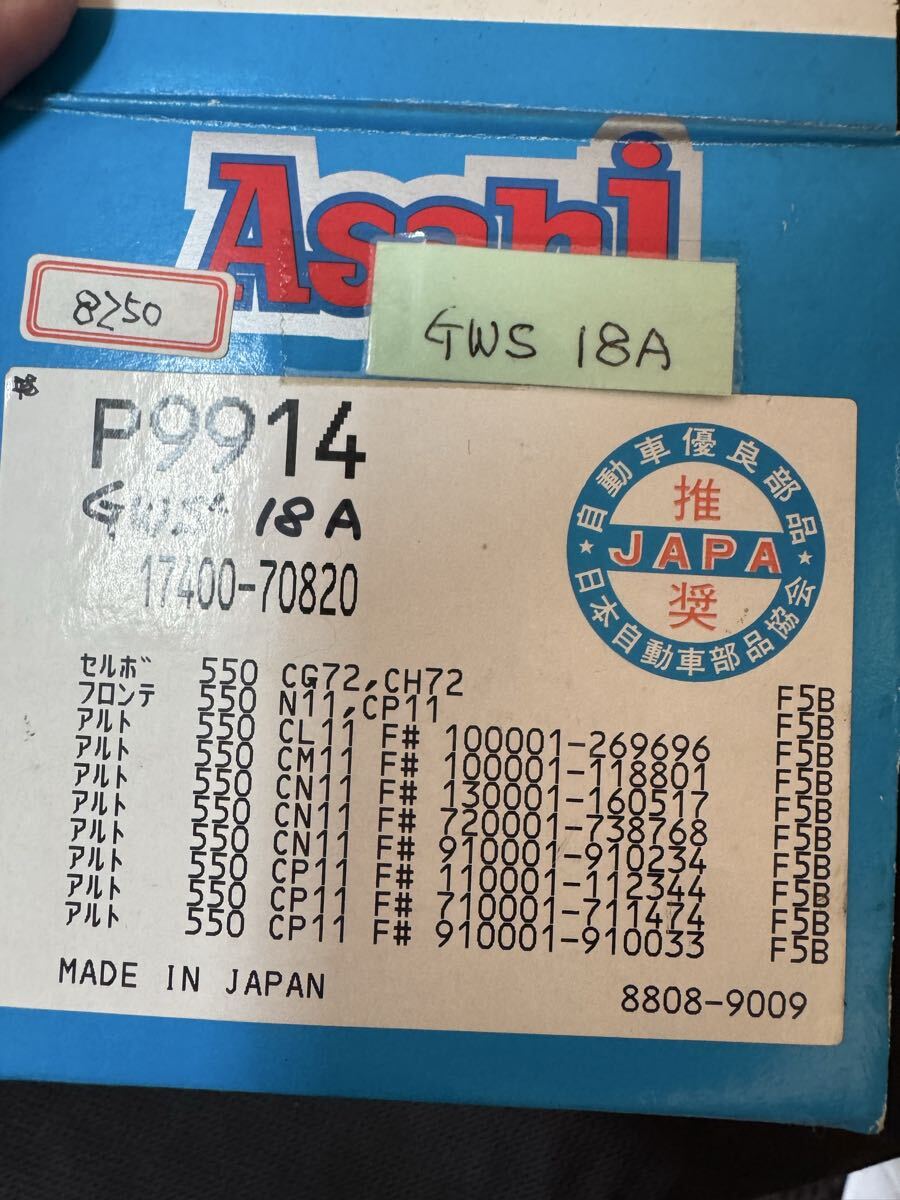 Asahi
8250
GWS 18A
P9914
GWS 18A
17400-70820
自動車優良部品
推
JAPA
奨
日本自動車部品協会
セルボ 550 CG72,CH72 F5B
フロンテ 550 N11,CP11 F5B
アルト 550 CL11 F# 100001-269696 F5B
アルト 550 CM11 F# 100001-118801 F5B
アルト 550 CN11 F# 130001-160517 F5B
アルト 550 CN11 F# 720001-738768 F5B
アルト 550 CN11 F# 910001-910234 F5B
アルト 550 CP11 F# 110001-112344 F5B
アルト 550 CP11 F# 710001-711474 F5B
アルト 550 CP11 F# 910001-910033 F5B
MADE IN JAPAN
8808-9009